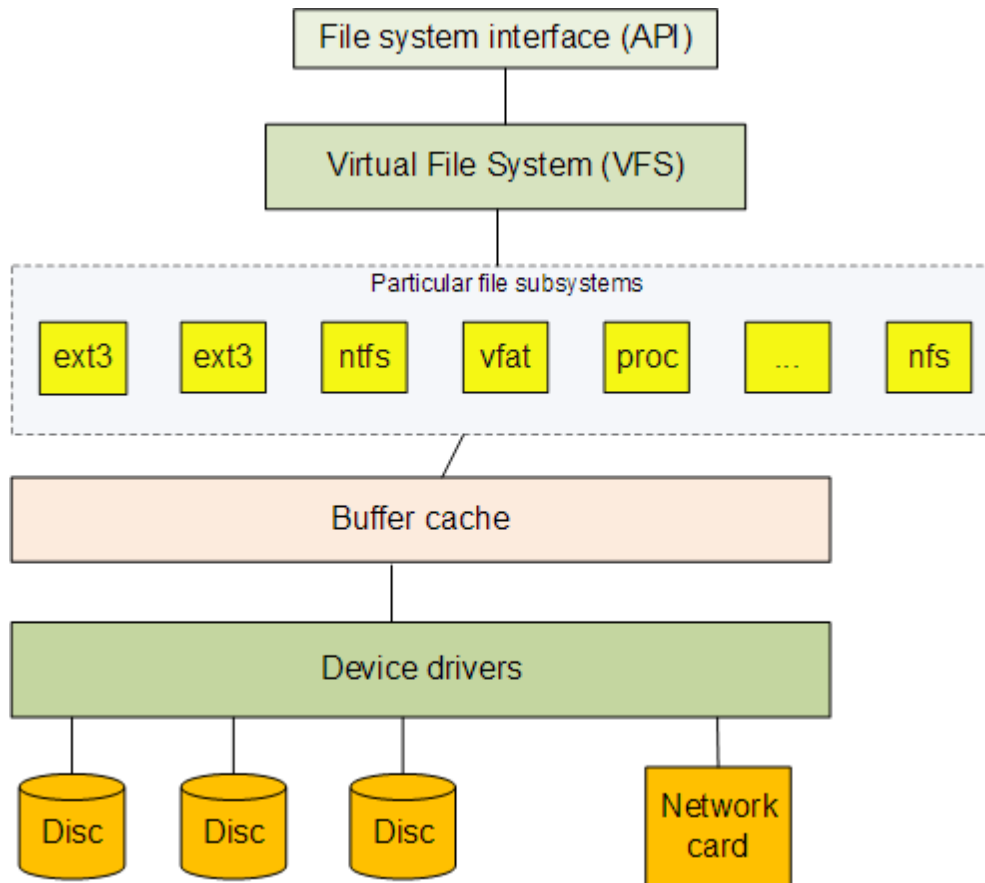 File system interface (API)
Virtual File System (VFS)
Particular file subsystems
ext3 ext3 ntfs vfat proc ... nfs
Buffer cache
Device drivers
Disc Disc Disc
Network
card